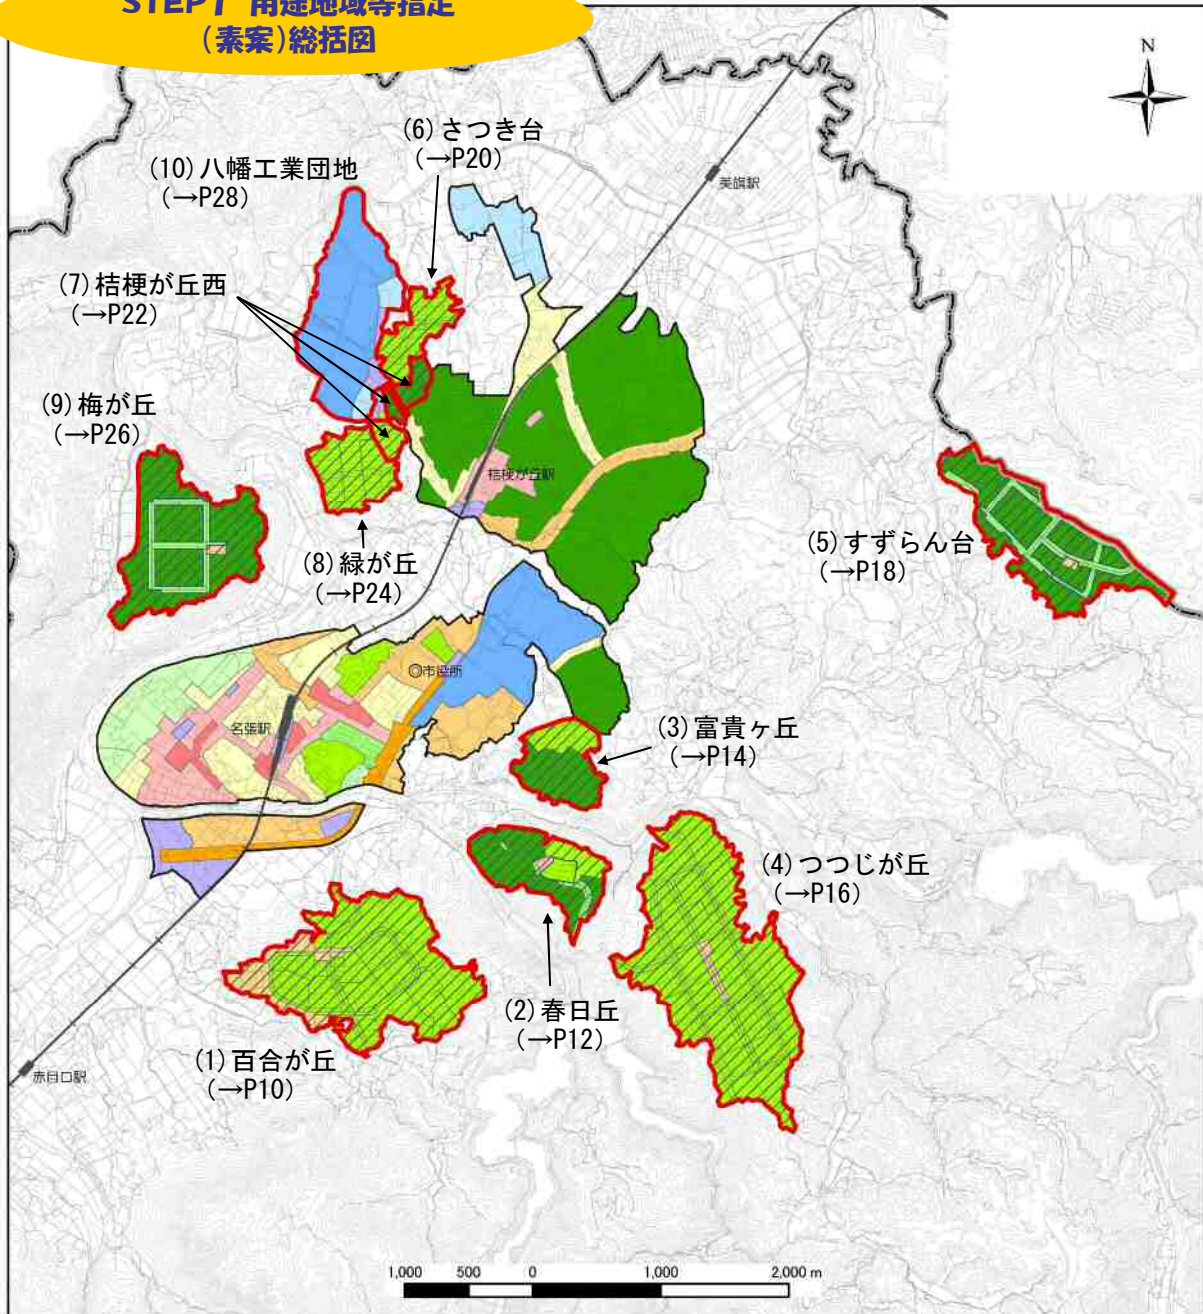 STEP1 用途地域等指定
(素案)総括図
N
(6)さつき台
(→P20)
(10)八幡工業団地
(→P28)
美旗駅
(7)桔梗が丘西
(→P22)
(9)梅が丘
(→P26)
桔梗が丘駅
(5)すずらん台
(→P18)
(8)緑が丘
(→P24)
◎市役所
名張駅
(3)富貴ヶ丘
(→P14)
(4)つつじが丘
(→P16)
(2)春日丘
(→P12)
(1)百合が丘
(→P10)
赤目口駅
1,000 500 0 1,000 2,000 m